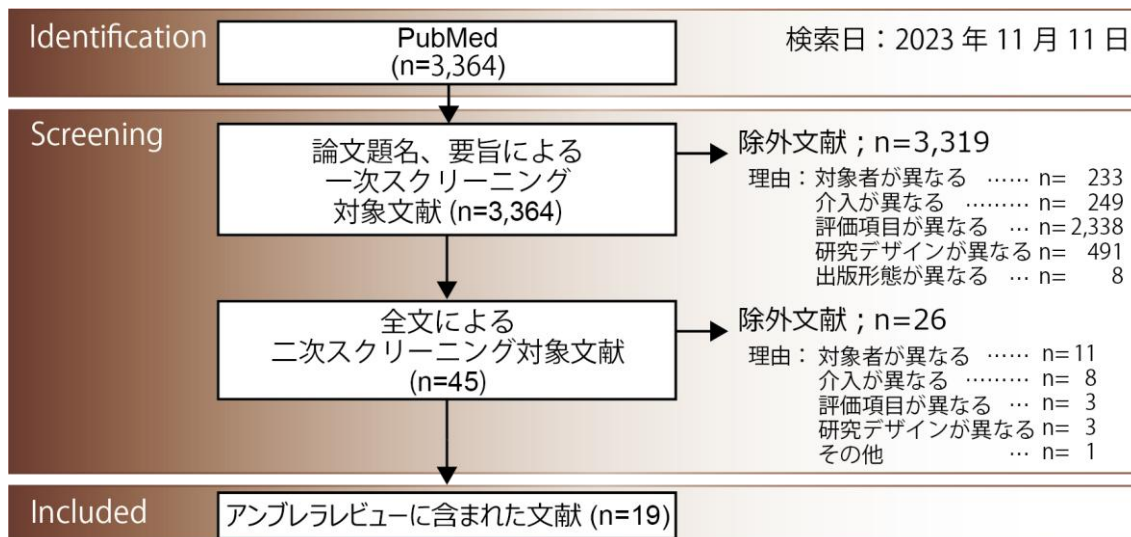 Identification
PubMed
(n=3,364)
検索日：2023 年 11 月 11 日
Screening
論文題名、要旨による
一次スクリーニング
対象文献 (n=3,364)
除外文献 ; n=3,319
理由：対象者が異なる …… n= 233
介入が異なる ……… n= 249
評価項目が異なる … n=2,338
研究デザインが異なる n= 491
出版形態が異なる … n= 8
全文による
二次スクリーニング対象文献
(n=45)
除外文献 ; n=26
理由：対象者が異なる …… n=11
介入が異なる ……… n= 8
評価項目が異なる … n= 3
研究デザインが異なる n= 3
その他 … n= 1
Included
アンブレラレビューに含まれた文献 (n=19)